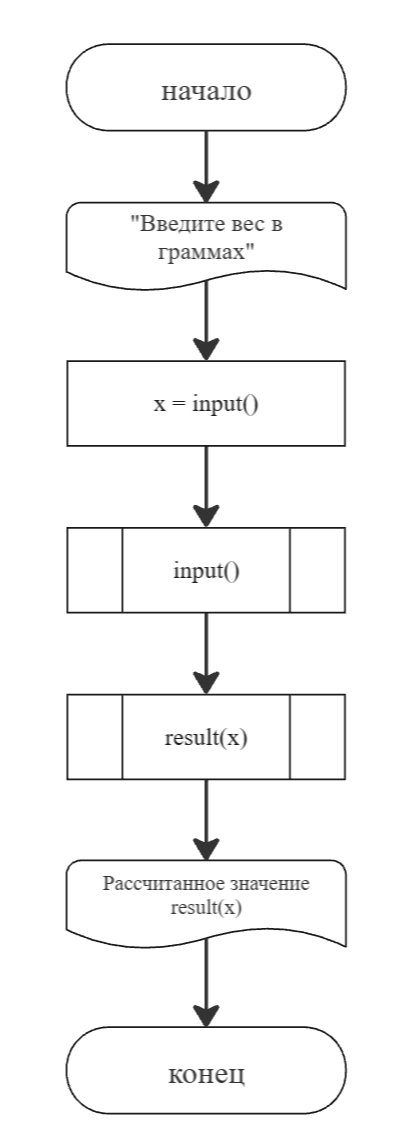 начало
"Введите вес в
граммах"
x = input()
input()
result(x)
Рассчитанное значение
result(x)
конец